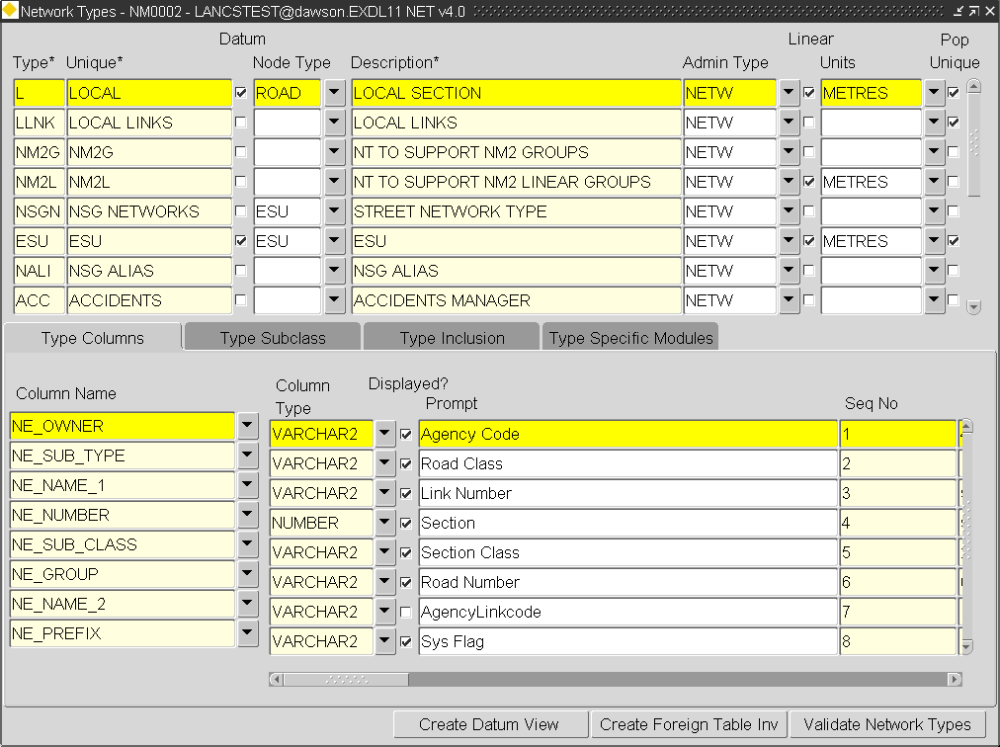 Network Types - NM0002 - LANCSTEST@dawson.EXDL11 NET v4.0
Datum Linear Pop
Type* Unique* Node Type Description* Admin Type Units Unique
L LOCAL ROAD LOCAL SECTION NETW METRES
LLNK LOCAL LINKS LOCAL LINKS NETW
NM2G NM2G NT TO SUPPORT NM2 GROUPS NETW
NM2L NM2L NT TO SUPPORT NM2 LINEAR GROUPS NETW METRES
NSGN NSG NETWORKS ESU STREET NETWORK TYPE NETW
ESU ESU ESU ESU NETW METRES
NALI NSG ALIAS NSG ALIAS NETW
ACC ACCIDENTS ACCIDENTS MANAGER NETW
Type Columns Type Subclass Type Inclusion Type Specific Modules
Column Displayed?
Column Name Type Prompt Seq No
NE_OWNER VARCHAR2 Agency Code 1
NE_SUB_TYPE VARCHAR2 Road Class 2
NE_NAME_1 VARCHAR2 Link Number 3
NE_NUMBER NUMBER Section 4
NE_SUB_CLASS VARCHAR2 Section Class 5
NE_GROUP VARCHAR2 Road Number 6
NE_NAME_2 VARCHAR2 AgencyLinkcode 7
NE_PREFIX VARCHAR2 Sys Flag 8
Create Datum View Create Foreign Table Inv Validate Network Types